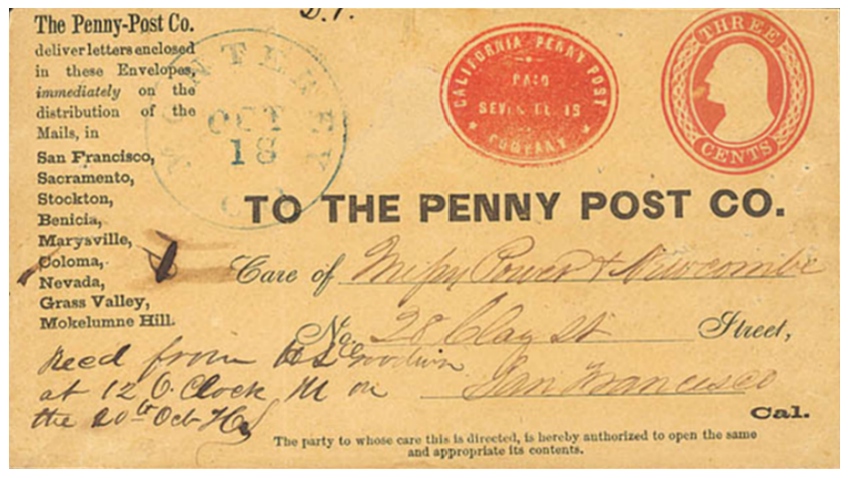 The Penny-Post Co.
deliver letters enclosed
in these Envelopes,
immediately on the
distribution of the
Mails, in
San Francisco,
Sacramento,
Stockton,
Benicia,
Marysville,
Coloma,
Nevada,
Grass Valley,
Mokelumne Hill.
MONTEREY
OCT
18
CALIFORNIA PENNY POST
PAID
COMPANY
THREE
CENTS
TO THE PENNY POST CO.
Care of Power & Newcombe
No. 28 Clay St Street,
San Francisco
Cal.
Recd from Goodwin
at 12 O.Clock M on
the 20th Oct
The party to whose care this is directed, is hereby authorized to open the same
and appropriate its contents.